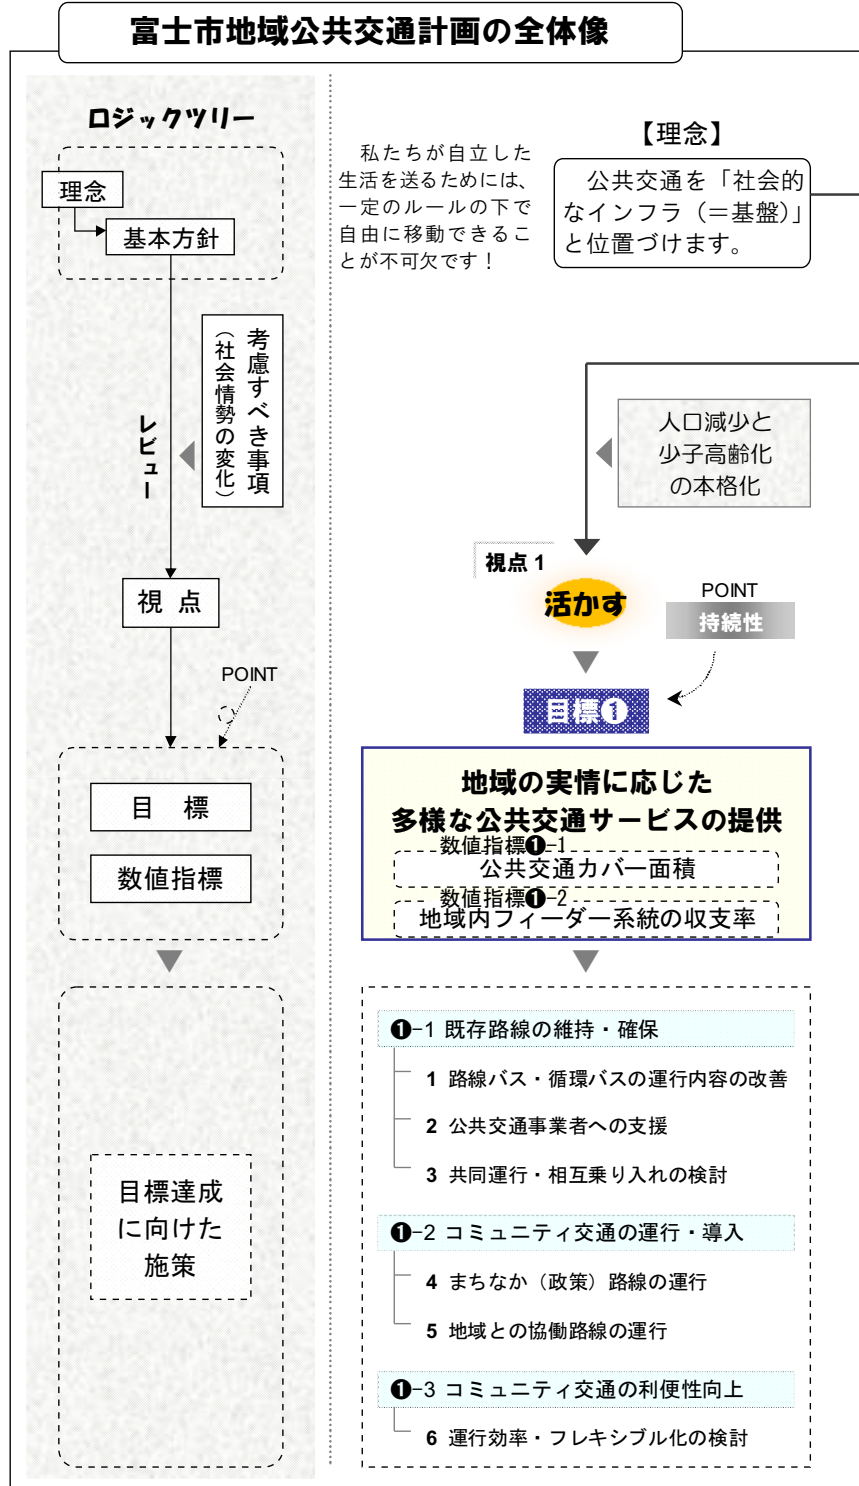 富士市地域公共交通計画の全体像
ロジックツリー
理念
基本方針
考慮すべき事項
(社会情勢の変化)
レビュー
視 点
POINT
目 標
数値指標
目標達成
に向けた
施策
私たちが自立した
生活を送るためには、
一定のルールの下で
自由に移動できるこ
とが不可欠です!
【理念】
公共交通を「社会的
なインフラ(=基盤)」
と位置づけます。
人口減少と
少子高齢化
の本格化
視点 1
活かす
POINT
持続性
目標❶
地域の実情に応じた
多様な公共交通サービスの提供
数値指標❶-1
公共交通カバー面積
数値指標❶-2
地域内フィーダー系統の収支率
❶-1 既存路線の維持・確保
1 路線バス・循環バスの運行内容の改善
2 公共交通事業者への支援
3 共同運行・相互乗り入れの検討
❶-2 コミュニティ交通の運行・導入
4 まちなか(政策)路線の運行
5 地域との協働路線の運行
❶-3 コミュニティ交通の利便性向上
6 運行効率・フレキシブル化の検討